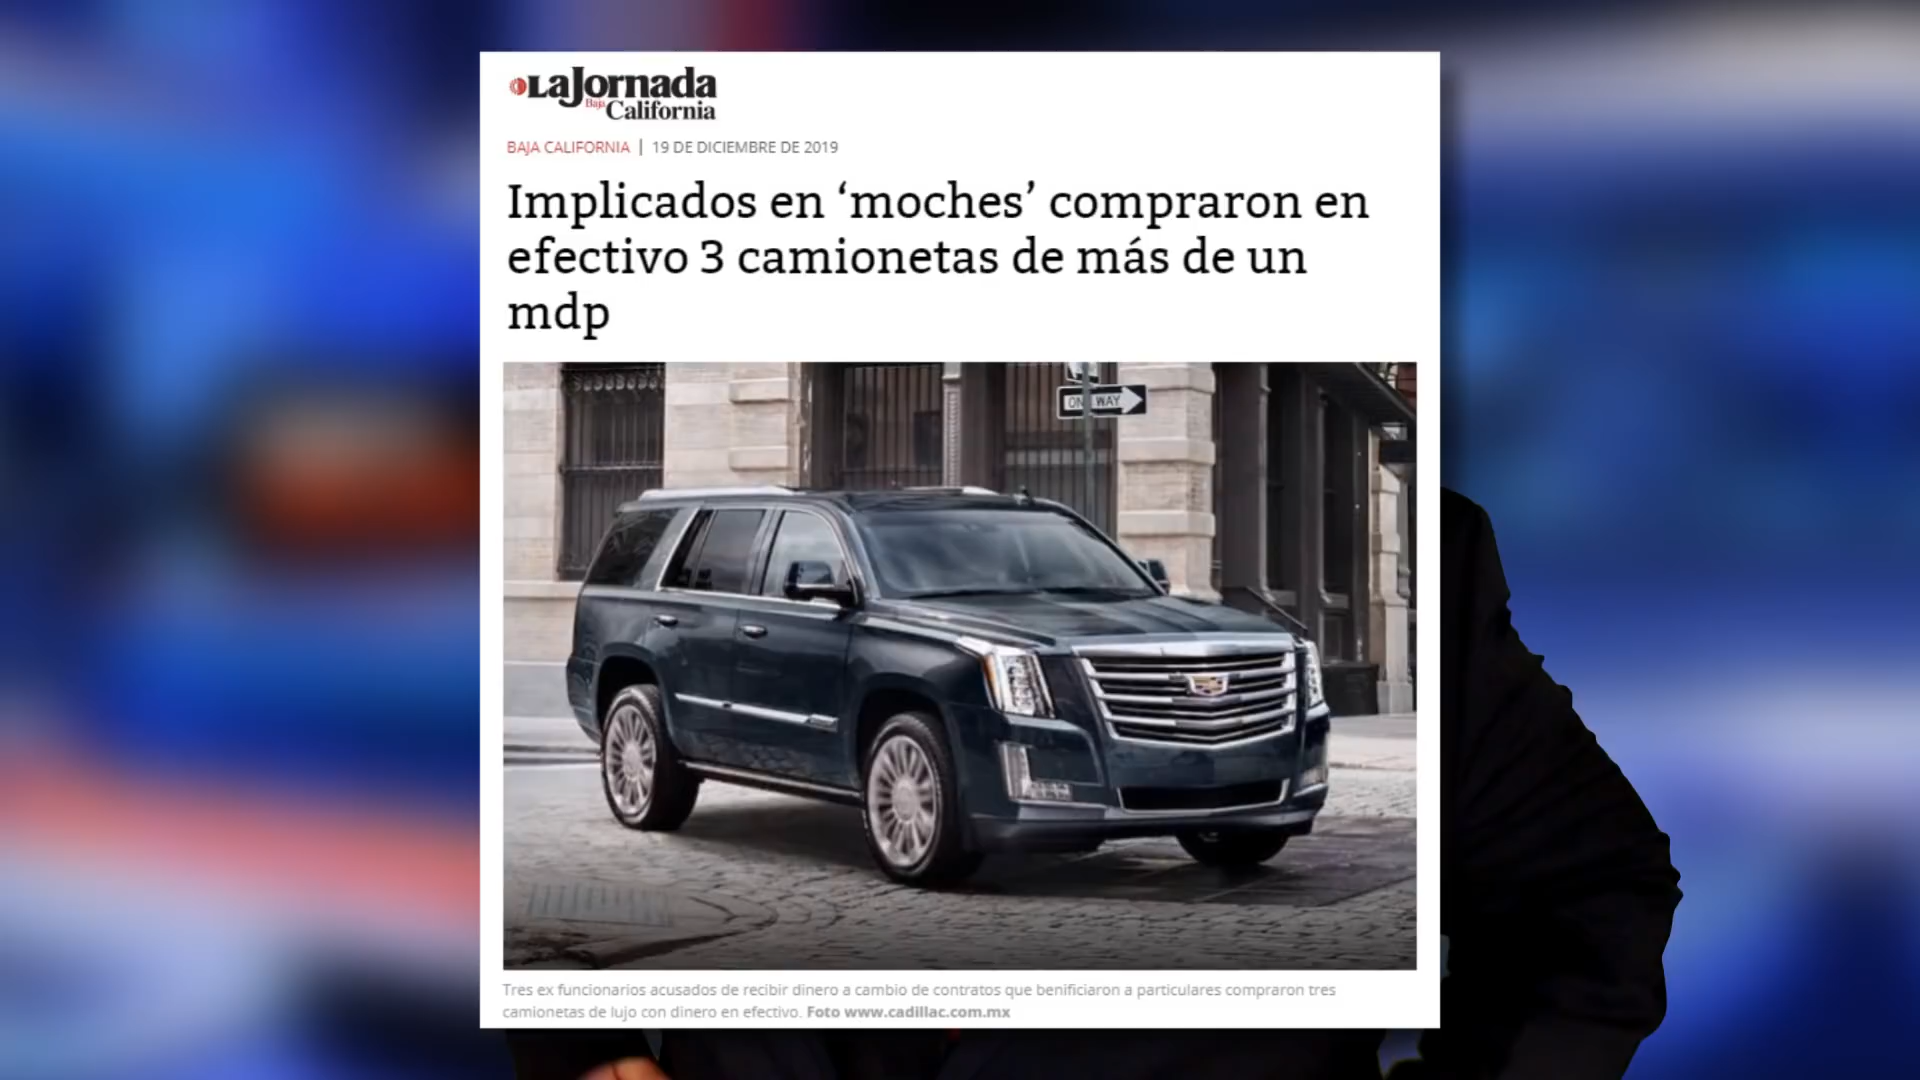 LaJornada
Baja California
BAJA CALIFORNIA | 19 DE DICIEMBRE DE 2019
Implicados en ‘moches’ compraron en
efectivo 3 camionetas de más de un
mdp
ONE WAY
Tres ex funcionarios acusados de recibir dinero a cambio de contratos que benificiaron a particulares compraron tres
camionetas de lujo con dinero en efectivo. Foto www.cadillac.com.mx